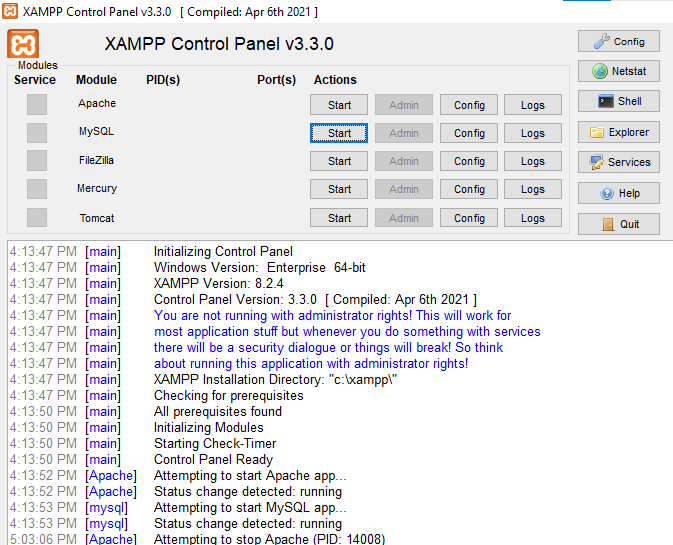 XAMPP Control Panel v3.3.0 [ Compiled: Apr 6th 2021 ]
XAMPP Control Panel v3.3.0
Config
Modules
Service Module PID(s) Port(s) Actions
Netstat
Apache Start Admin Config Logs
Shell
MySQL Start Admin Config Logs
Explorer
FileZilla Start Admin Config Logs
Services
Mercury Start Admin Config Logs
Help
Tomcat Start Admin Config Logs
Quit
4:13:47 PM [main] Initializing Control Panel
4:13:47 PM [main] Windows Version: Enterprise 64-bit
4:13:47 PM [main] XAMPP Version: 8.2.4
4:13:47 PM [main] Control Panel Version: 3.3.0 [ Compiled: Apr 6th 2021 ]
4:13:47 PM [main] You are not running with administrator rights! This will work for
4:13:47 PM [main] most application stuff but whenever you do something with services
4:13:47 PM [main] there will be a security dialogue or things will break! So think
4:13:47 PM [main] about running this application with administrator rights!
4:13:47 PM [main] XAMPP Installation Directory: "c:\xampp\"
4:13:47 PM [main] Checking for prerequisites
4:13:50 PM [main] All prerequisites found
4:13:50 PM [main] Initializing Modules
4:13:50 PM [main] Starting Check-Timer
4:13:50 PM [main] Control Panel Ready
4:13:52 PM [Apache] Attempting to start Apache app...
4:13:52 PM [Apache] Status change detected: running
4:13:53 PM [mysql] Attempting to start MySQL app...
4:13:53 PM [mysql] Status change detected: running
5:03:06 PM [Apache] Attempting to stop Apache (PID: 14008)